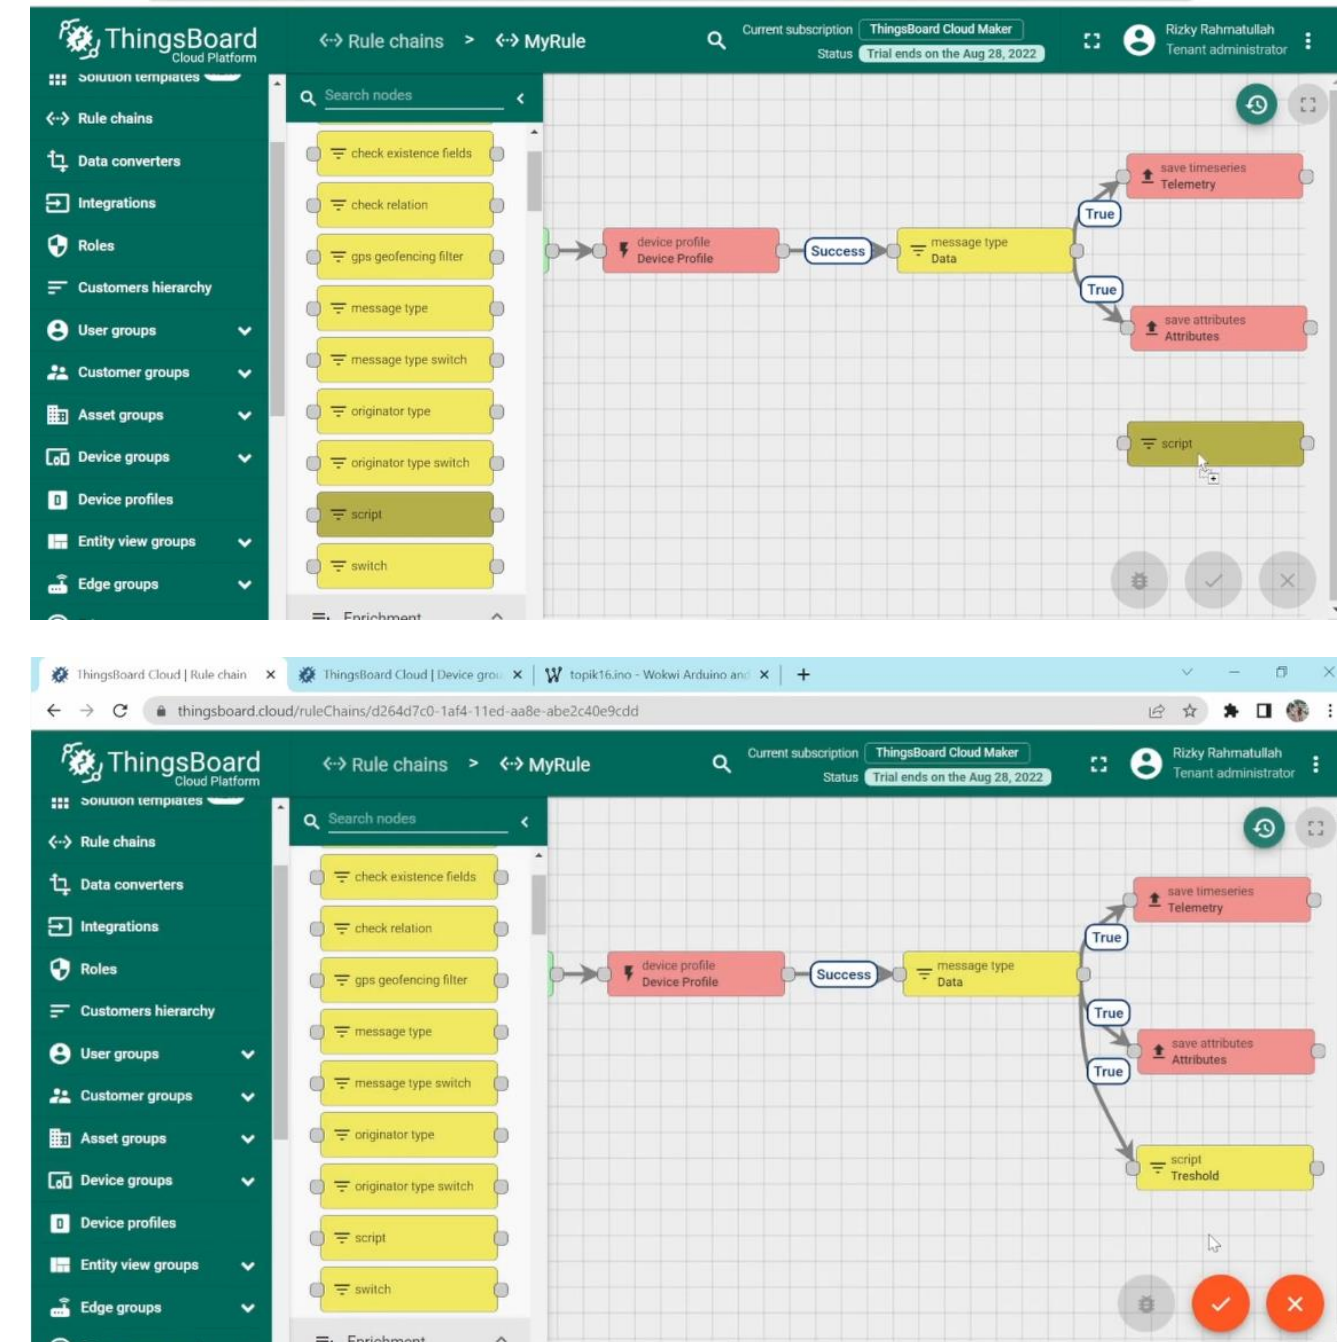 ThingsBoard
Cloud Platform
Rule chains > MyRule
Current subscription ThingsBoard Cloud Maker
Status Trial ends on the Aug 28, 2022
Rizky Rahmatullah
Tenant administrator
Solution templates
Rule chains
Data converters
Integrations
Roles
Customers hierarchy
User groups
Customer groups
Asset groups
Device groups
Device profiles
Entity view groups
Edge groups
Search nodes
check existence fields
check relation
gps geofencing filter
message type
message type switch
originator type
originator type switch
script
switch
Enrichment
device profile
Device Profile
Success
message type
Data
True
True
save timeseries
Telemetry
save attributes
Attributes
script
ThingsBoard Cloud | Rule chain
ThingsBoard Cloud | Device grou
topik16.ino - Wokwi Arduino and
thingsboard.cloud/ruleChains/d264d7c0-1af4-11ed-aa8e-abe2c40e9cdd
ThingsBoard
Cloud Platform
Rule chains > MyRule
Current subscription ThingsBoard Cloud Maker
Status Trial ends on the Aug 28, 2022
Rizky Rahmatullah
Tenant administrator
Solution templates
Rule chains
Data converters
Integrations
Roles
Customers hierarchy
User groups
Customer groups
Asset groups
Device groups
Device profiles
Entity view groups
Edge groups
Search nodes
check existence fields
check relation
gps geofencing filter
message type
message type switch
originator type
originator type switch
script
switch
Enrichment
device profile
Device Profile
Success
message type
Data
True
True
True
save timeseries
Telemetry
save attributes
Attributes
script
Treshold